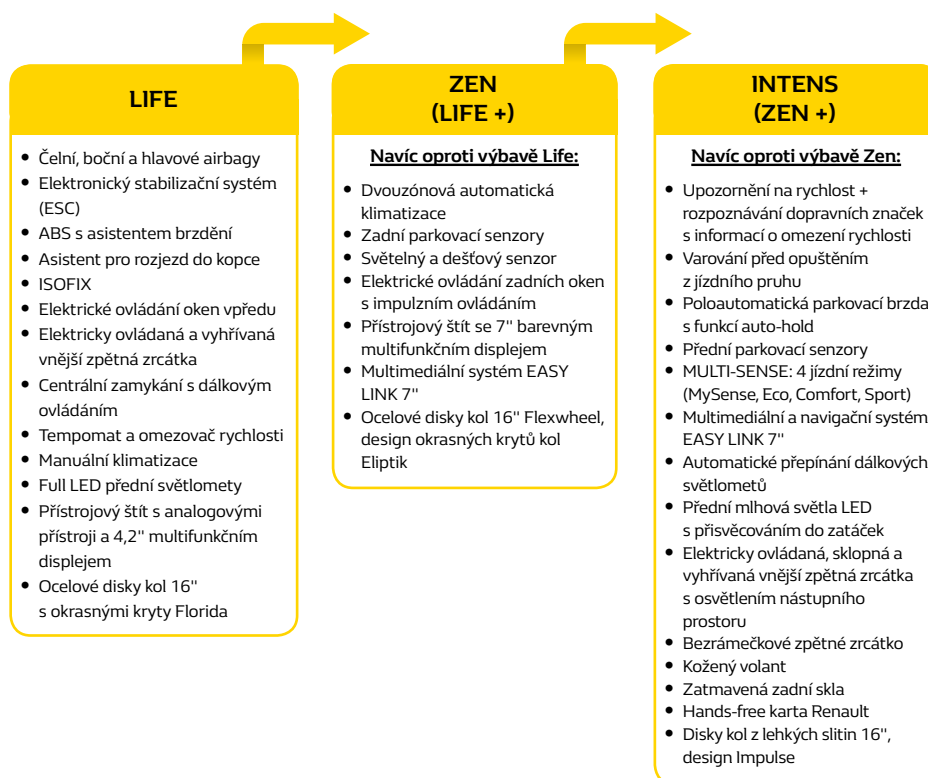 LIFE
• Čelní, boční a hlavové airbagy
• Elektronický stabilizační systém
(ESC)
• ABS s asistentem brzdění
• Asistent pro rozjezd do kopce
• ISOFIX
• Elektrické ovládání oken vpředu
• Elektricky ovládaná a vyhřívaná
vnější zpětná zrcátka
• Centrální zamykání s dálkovým
ovládáním
• Tempomat a omezovač rychlosti
• Manuální klimatizace
• Full LED přední světlomety
• Přístrojový štít s analogovými
přístroji a 4,2" multifunkčním
displejem
• Ocelové disky kol 16"
s okrasnými kryty Florida
ZEN
(LIFE +)
Navíc oproti výbavě Life:
• Dvouzónová automatická
klimatizace
• Zadní parkovací senzory
• Světelný a dešťový senzor
• Elektrické ovládání zadních oken
s impulzním ovládáním
• Přístrojový štít se 7" barevným
multifunkčním displejem
• Multimediální systém EASY
LINK 7"
• Ocelové disky kol 16" Flexwheel,
design okrasných krytů kol
Eliptik
INTENS
(ZEN +)
Navíc oproti výbavě Zen:
• Upozornění na rychlost +
rozpoznávání dopravních značek
s informací o omezení rychlosti
• Varování před opuštěním
z jízdního pruhu
• Poloautomatická parkovací brzda
s funkcí auto-hold
• Přední parkovací senzory
• MULTI-SENSE: 4 jízdní režimy
(MySense, Eco, Comfort, Sport)
• Multimediální a navigační systém
EASY LINK 7"
• Automatické přepínání dálkových
světlometů
• Přední mlhová světla LED
s přisvěcováním do zatáček
• Elektricky ovládaná, sklopná a
vyhřívaná vnější zpětná zrcátka
s osvětlením nástupního
prostoru
• Bezrámečkové zpětné zrcátko
• Kožený volant
• Zatmavená zadní skla
• Hands-free karta Renault
• Disky kol z lehkých slitin 16",
design Impulse